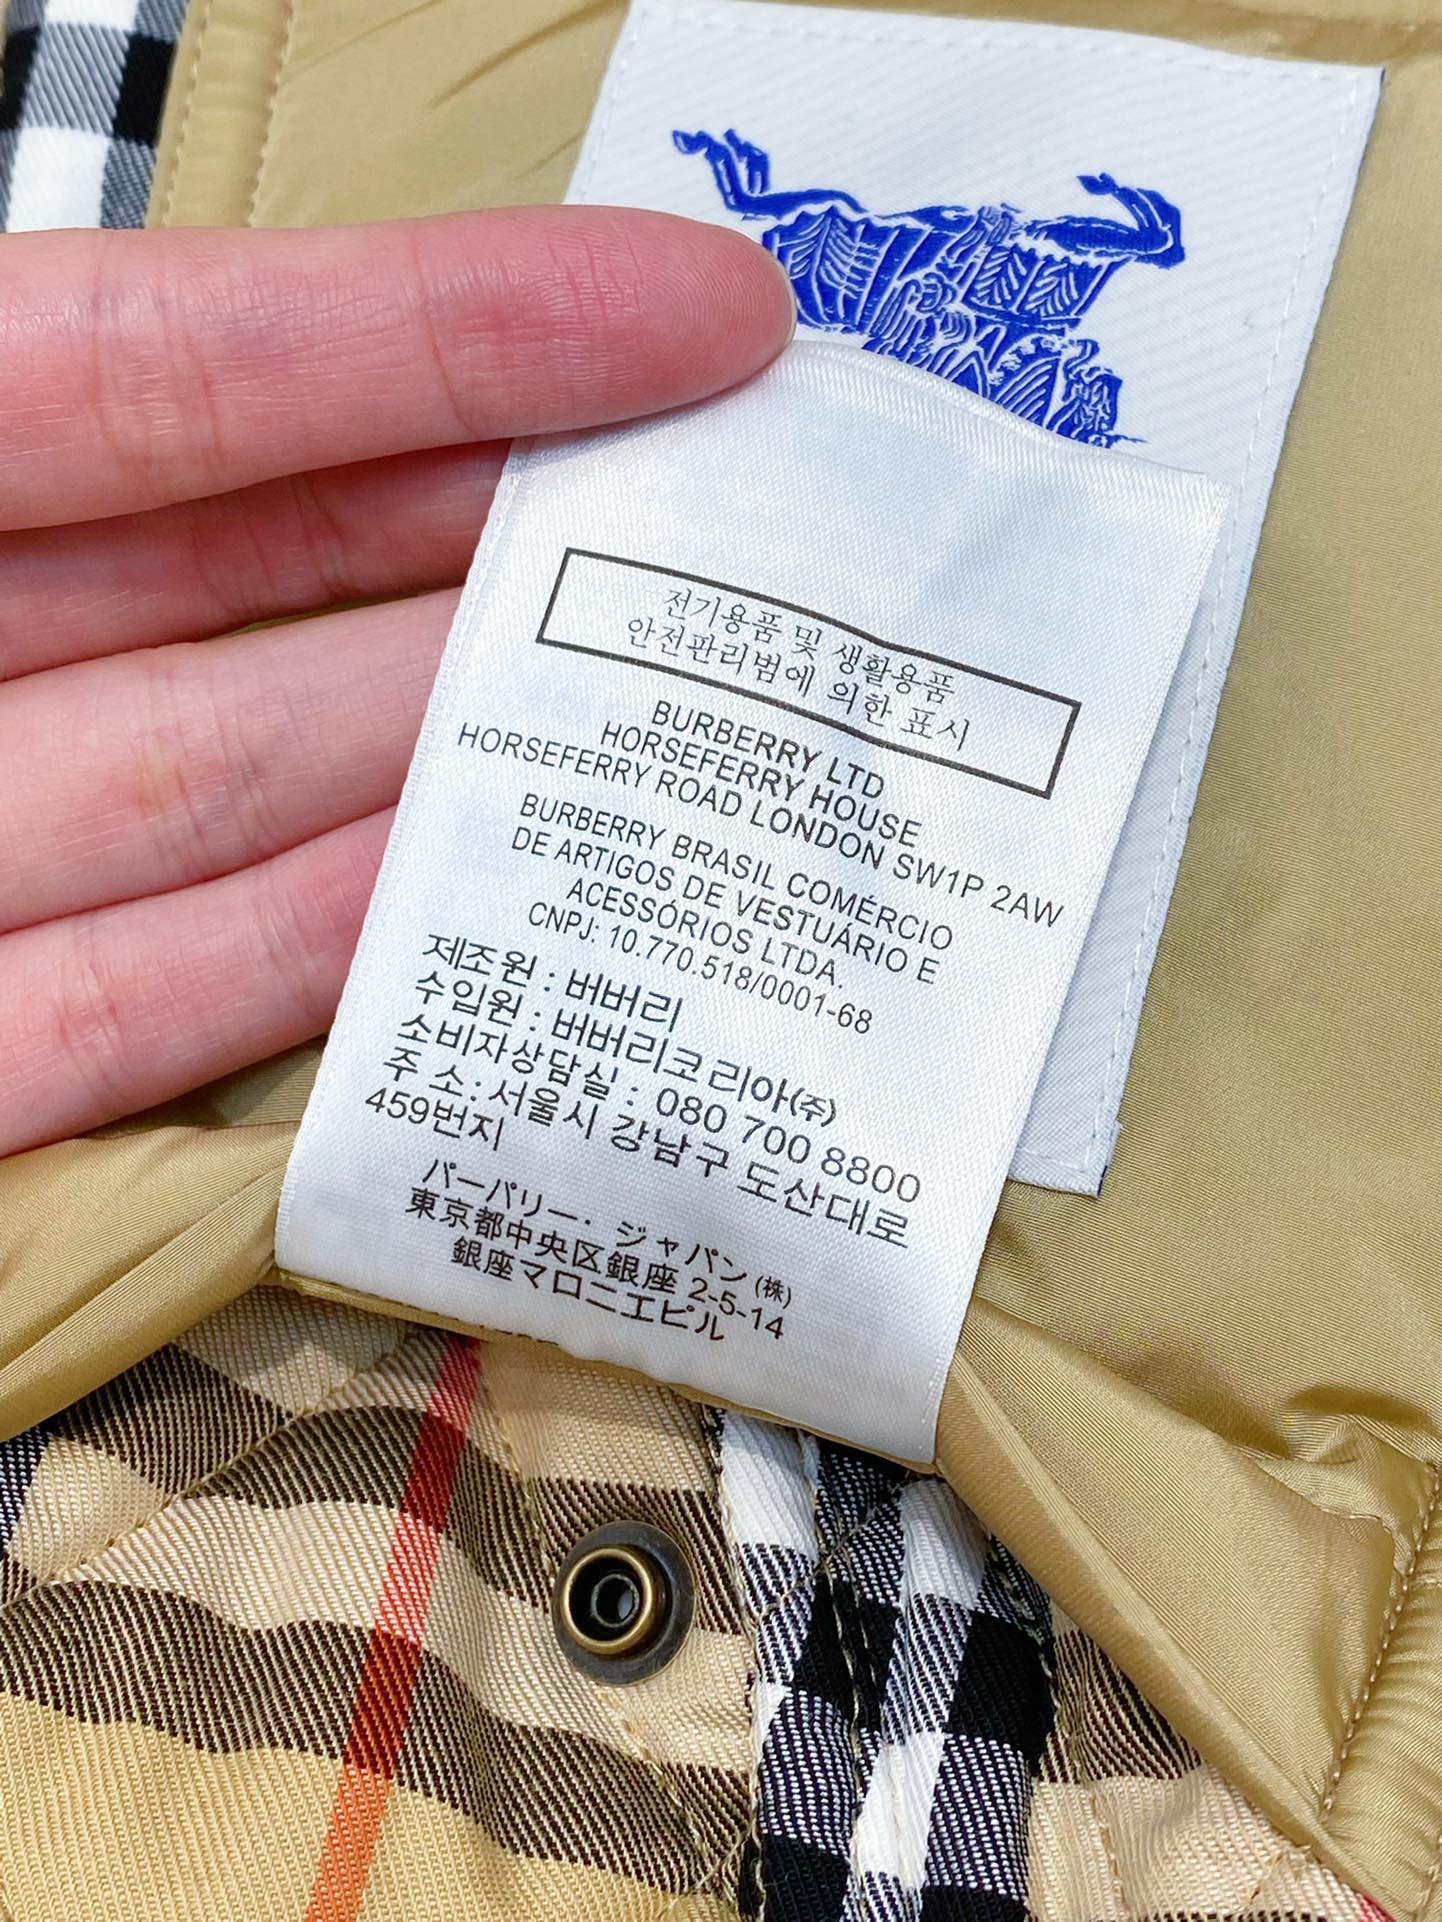 전기용품 및 생활용품
안전관리법에 의한 표시
BURBERRY LTD
HORSEFERRY HOUSE
HORSEFERRY ROAD LONDON SW1P 2AW
BURBERRY BRASIL COMÉRCIO
DE ARTIGOS DE VESTUÁRIO E
ACESSÓRIOS LTDA.
CNPJ: 10.770.518/0001-68
제조원 : 버버리
수입원 : 버버리코리아(주)
소비자상담실 : 080 700 8800
주 소 : 서울시 강남구 도산대로
459번지
バーバリー・ジャパン(株)
東京都中央区銀座 2-5-14
銀座マロニエビル